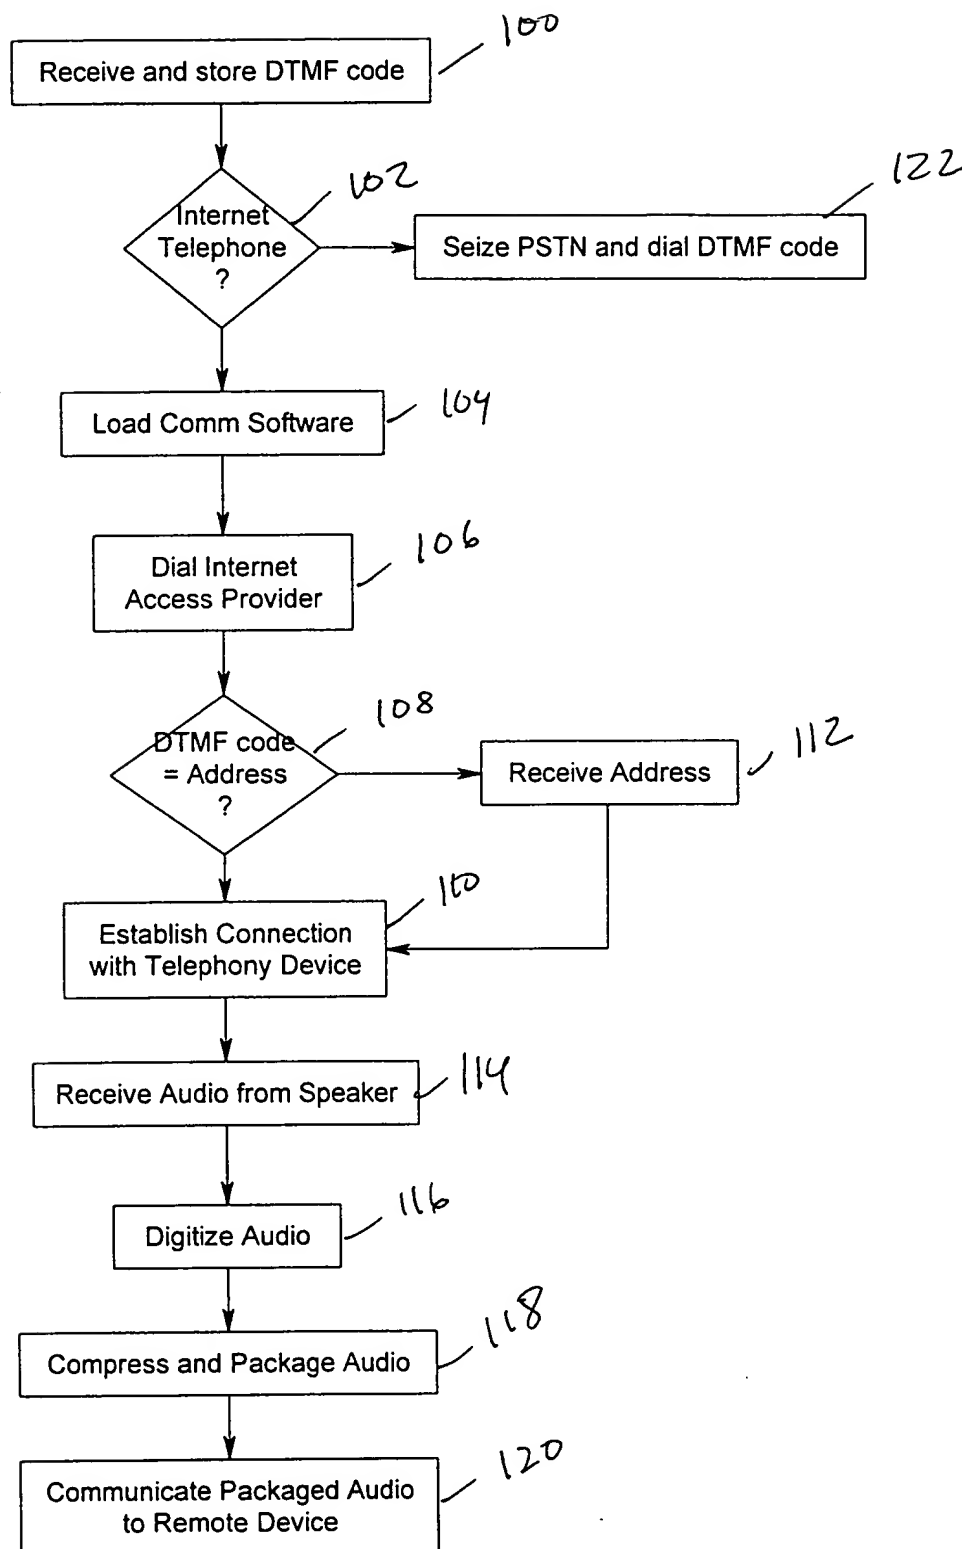 100
Receive and store DTMF code
102
122
Internet
Telephone
?
Seize PSTN and dial DTMF code
104
Load Comm Software
106
Dial Internet
Access Provider
108
112
DTMF code
= Address
?
Receive Address
110
Establish Connection
with Telephony Device
Receive Audio from Speaker
114
116
Digitize Audio
118
Compress and Package Audio
120
Communicate Packaged Audio
to Remote Device